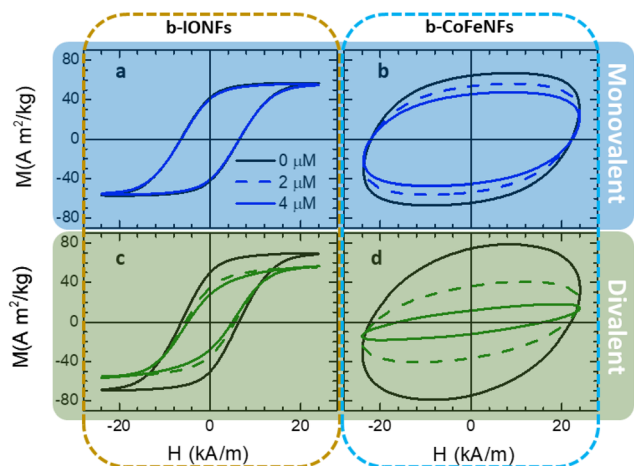 b-IONFs b-CoFeNFs
80
40
0
-40
-80
M(A m²/kg)
a
0 μM
2 μM
4 μM
b
Monovalent
80
40
0
-40
-80
M(A m²/kg)
c
d
Divalent
-20 0 20 -20 0 20
H (kA/m) H (kA/m)